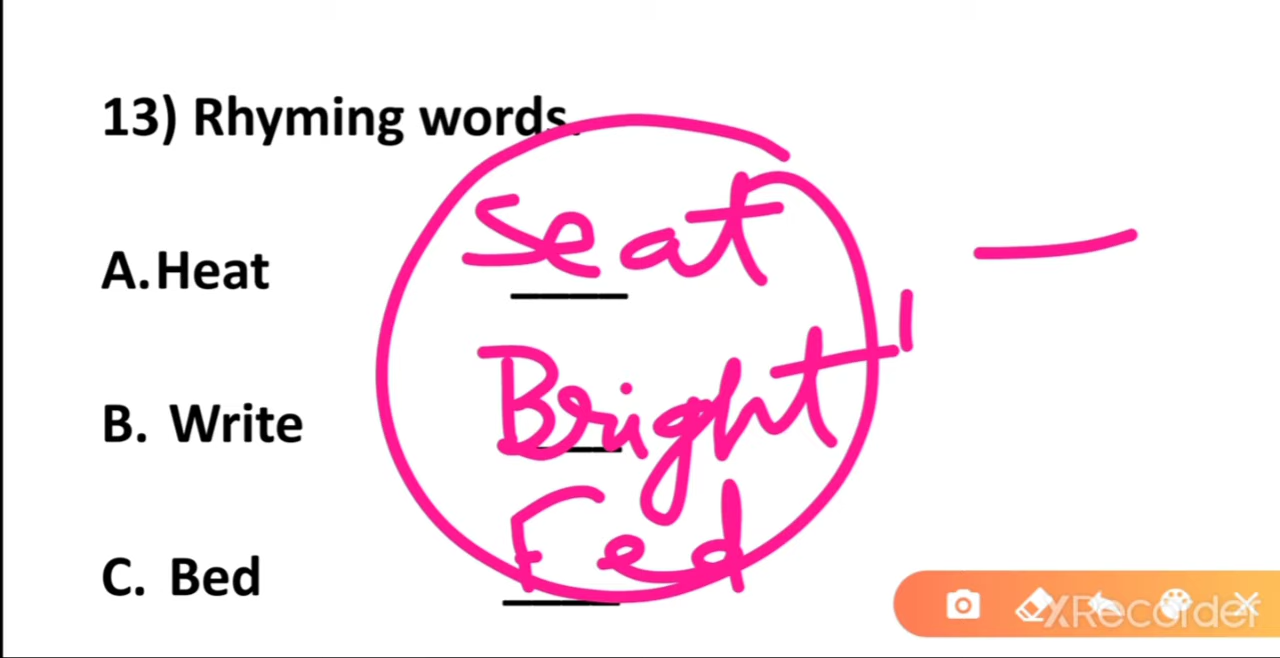 13) Rhyming words.
A. Heat Seat
B. Write Bright
C. Bed Fed
XRecorder